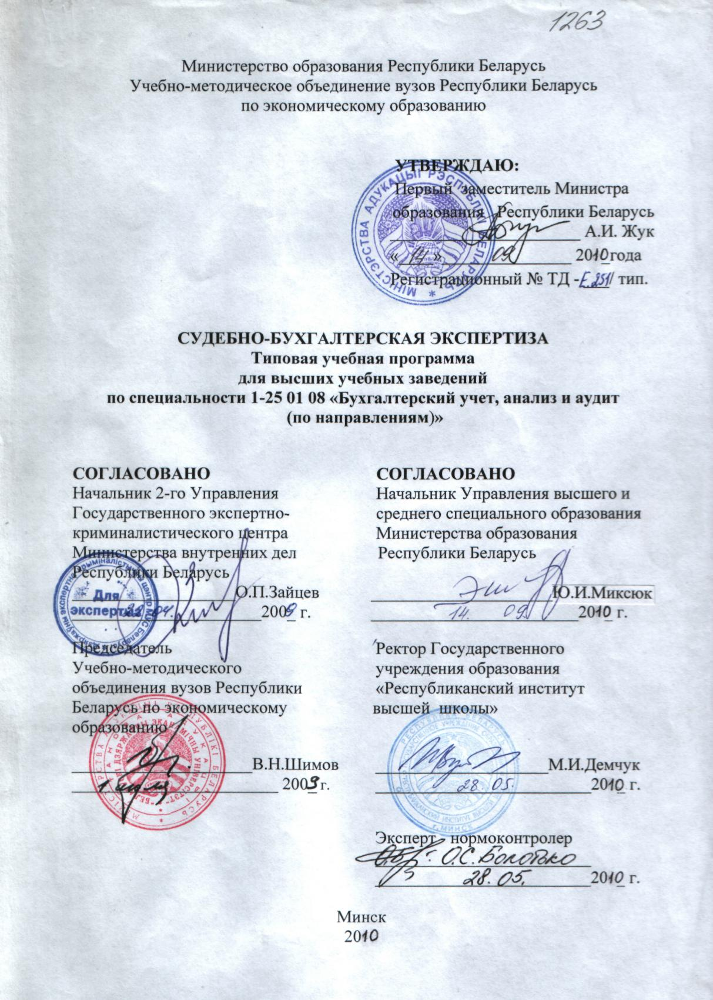 1263
Министерство образования Республики Беларусь
Учебно-методическое объединение вузов Республики Беларусь
по экономическому образованию
УТВЕРЖДАЮ:
Первый заместитель Министра
образования Республики Беларусь
А.И. Жук
« 14 » 09 2010 года
Регистрационный № ТД -E.251/ тип.
МІНІСТЭРСТВА АДУКАЦЫІ РЭСПУБЛІКІ БЕЛАРУСЬ *
СУДЕБНО-БУХГАЛТЕРСКАЯ ЭКСПЕРТИЗА
Типовая учебная программа
для высших учебных заведений
по специальности 1-25 01 08 «Бухгалтерский учет, анализ и аудит
(по направлениям)»
СОГЛАСОВАНО
Начальник 2-го Управления
Государственного экспертно-
криминалистического центра
Министерства внутренних дел
Республики Беларусь
О.П.Зайцев
04. 2009 г.
Для
экспертиз
СОГЛАСОВАНО
Начальник Управления высшего и
среднего специального образования
Министерства образования
Республики Беларусь
Ю.И.Миксюк
14. 09. 2010 г.
Председатель
Учебно-методического
объединения вузов Республики
Беларусь по экономическому
образованию
В.Н.Шимов
1 2009 г.
Ректор Государственного
учреждения образования
«Республиканский институт
высшей школы»
М.И.Демчук
28. 05. 2010 г.
г. МИНСК
Эксперт - нормоконтролер
О.С.Болотько
28. 05. 2010 г.
Минск
2010